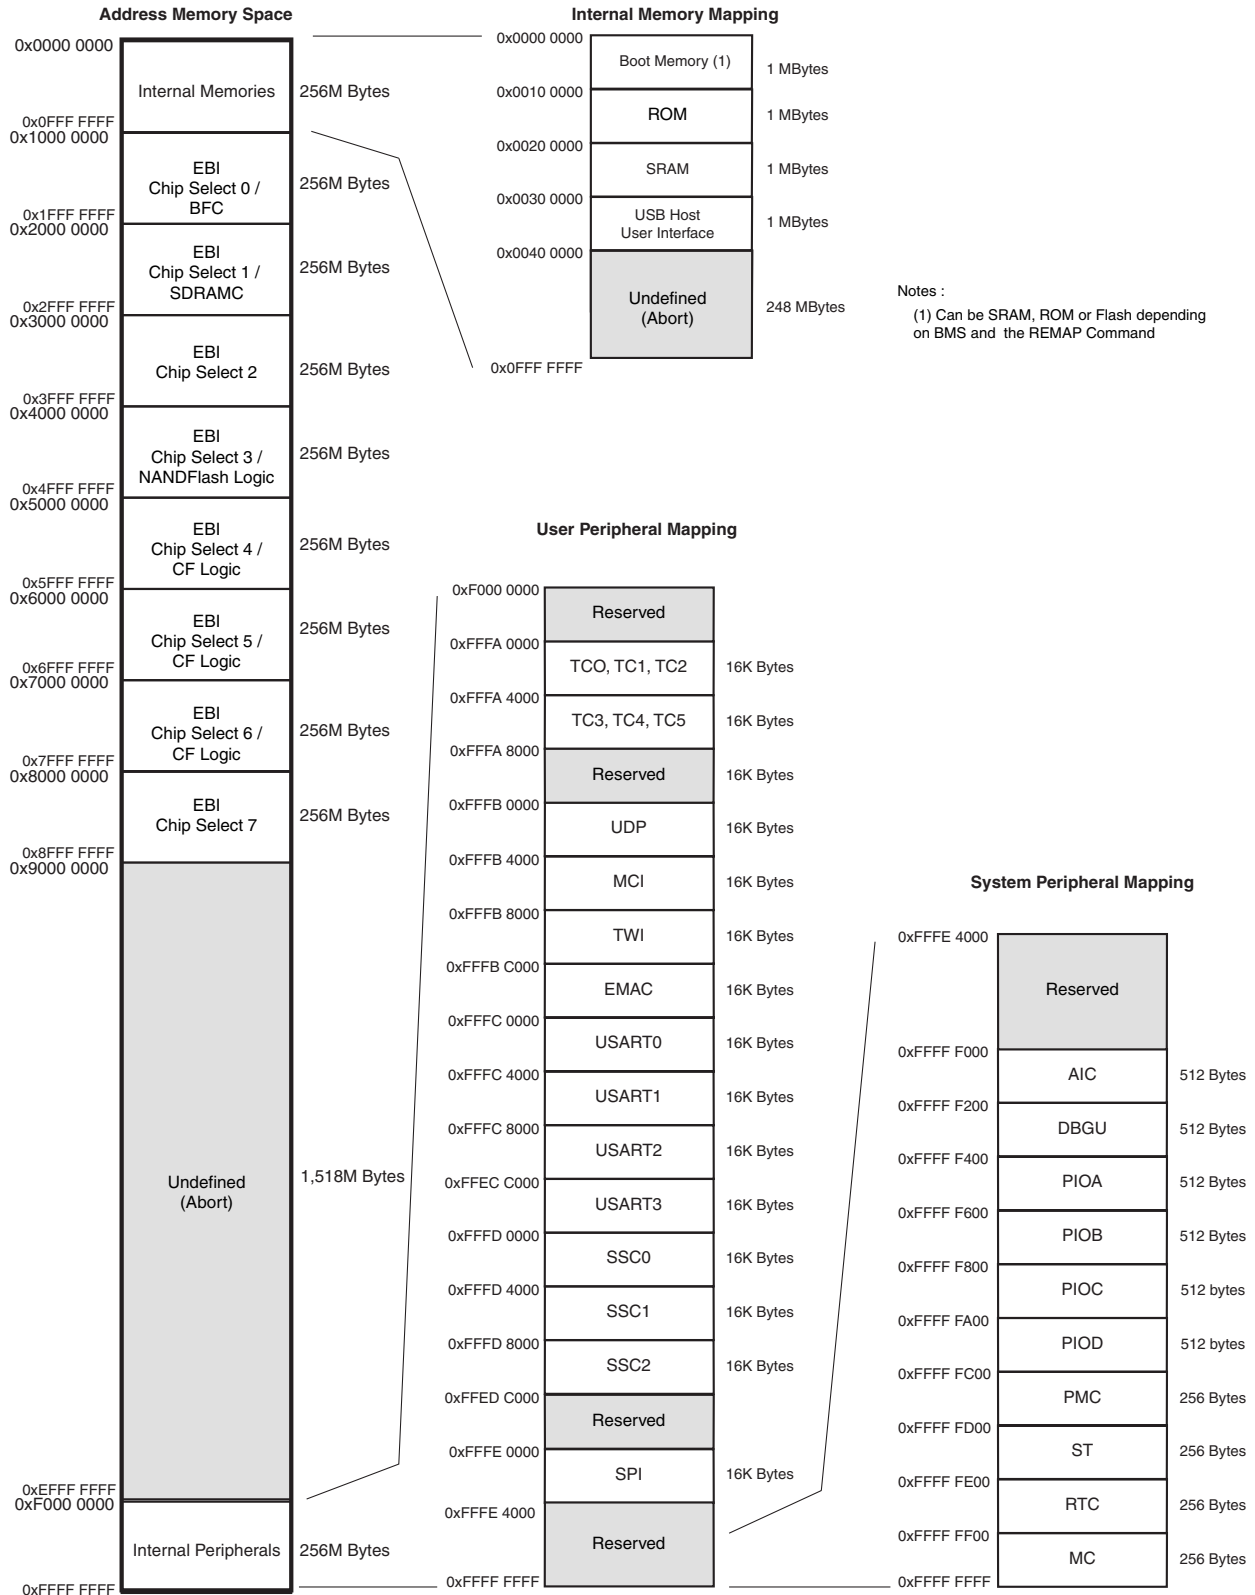 Address Memory Space
0x0000 0000
Internal Memories
256M Bytes
0x0FFF FFFF
0x1000 0000
EBI
Chip Select 0 /
BFC
256M Bytes
0x1FFF FFFF
0x2000 0000
EBI
Chip Select 1 /
SDRAMC
256M Bytes
0x2FFF FFFF
0x3000 0000
EBI
Chip Select 2
256M Bytes
0x3FFF FFFF
0x4000 0000
EBI
Chip Select 3 /
NANDFlash Logic
256M Bytes
0x4FFF FFFF
0x5000 0000
EBI
Chip Select 4 /
CF Logic
256M Bytes
0x5FFF FFFF
0x6000 0000
EBI
Chip Select 5 /
CF Logic
256M Bytes
0x6FFF FFFF
0x7000 0000
EBI
Chip Select 6 /
CF Logic
256M Bytes
0x7FFF FFFF
0x8000 0000
EBI
Chip Select 7
256M Bytes
0x8FFF FFFF
0x9000 0000
Undefined
(Abort)
1,518M Bytes
0xEFFF FFFF
0xF000 0000
Internal Peripherals
256M Bytes
0xFFFF FFFF
Internal Memory Mapping
0x0000 0000
Boot Memory (1)
1 MBytes
0x0010 0000
ROM
1 MBytes
0x0020 0000
SRAM
1 MBytes
0x0030 0000
USB Host
User Interface
1 MBytes
0x0040 0000
Undefined
(Abort)
248 MBytes
0x0FFF FFFF
Notes :
(1) Can be SRAM, ROM or Flash depending
on BMS and the REMAP Command
User Peripheral Mapping
0xF000 0000
Reserved
0xFFFA 0000
TCO, TC1, TC2
16K Bytes
0xFFFA 4000
TC3, TC4, TC5
16K Bytes
0xFFFA 8000
Reserved
16K Bytes
0xFFFB 0000
UDP
16K Bytes
0xFFFB 4000
MCI
16K Bytes
0xFFFB 8000
TWI
16K Bytes
0xFFFB C000
EMAC
16K Bytes
0xFFFC 0000
USART0
16K Bytes
0xFFFC 4000
USART1
16K Bytes
0xFFFC 8000
USART2
16K Bytes
0xFFEC C000
USART3
16K Bytes
0xFFFD 0000
SSC0
16K Bytes
0xFFFD 4000
SSC1
16K Bytes
0xFFFD 8000
SSC2
16K Bytes
0xFFED C000
Reserved
0xFFFE 0000
SPI
16K Bytes
0xFFFE 4000
Reserved
0xFFFF FFFF
System Peripheral Mapping
0xFFFE 4000
Reserved
0xFFFF F000
AIC
512 Bytes
0xFFFF F200
DBGU
512 Bytes
0xFFFF F400
PIOA
512 Bytes
0xFFFF F600
PIOB
512 Bytes
0xFFFF F800
PIOC
512 bytes
0xFFFF FA00
PIOD
512 bytes
0xFFFF FC00
PMC
256 Bytes
0xFFFF FD00
ST
256 Bytes
0xFFFF FE00
RTC
256 Bytes
0xFFFF FF00
MC
256 Bytes
0xFFFF FFFF